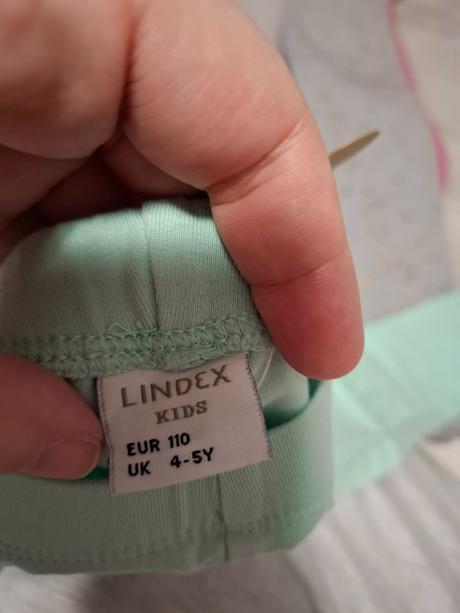 LINDEX
KIDS
EUR 110
UK 4-5Y